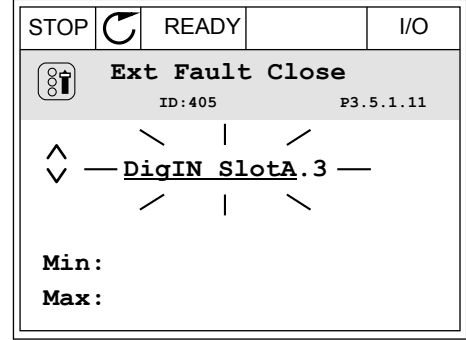 STOP READY I/O
Ext Fault Close
ID:405 P3.5.1.11
DigIN SlotA.3
Min:
Max: